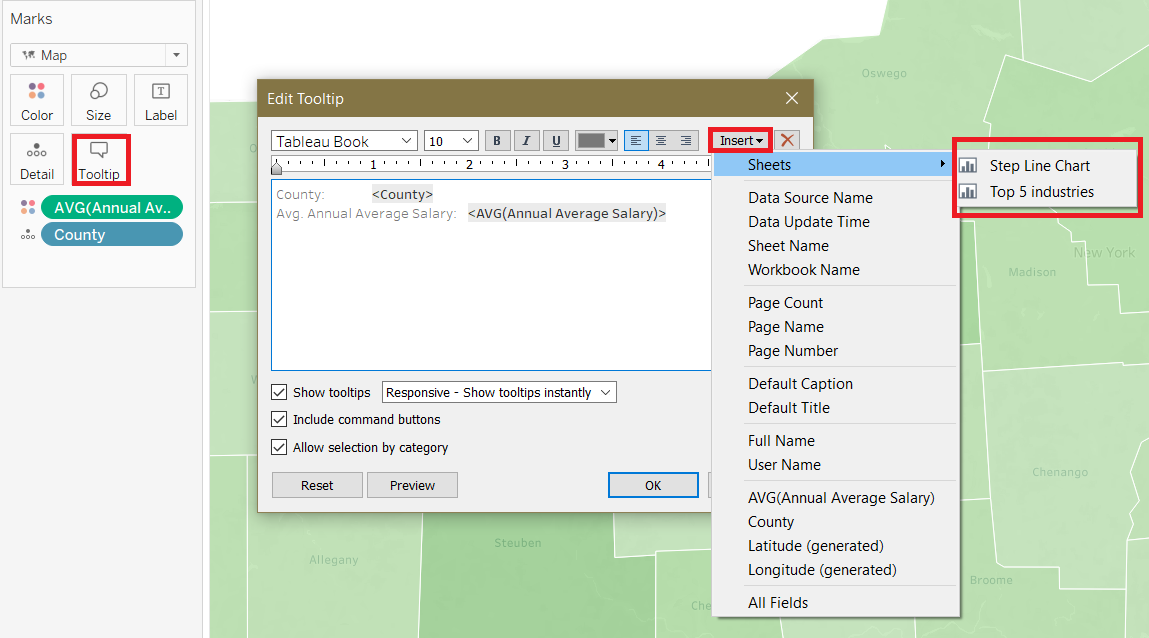 Marks
Map
Color
Size
Label
Detail
Tooltip
AVG(Annual Av..
County
Edit Tooltip
Tableau Book
10
B
I
U
Insert
1
2
3
4
County:
<County>
Avg. Annual Average Salary:
<AVG(Annual Average Salary)>
Show tooltips
Responsive - Show tooltips instantly
Include command buttons
Allow selection by category
Reset
Preview
OK
Sheets
Data Source Name
Data Update Time
Sheet Name
Workbook Name
Page Count
Page Name
Page Number
Default Caption
Default Title
Full Name
User Name
AVG(Annual Average Salary)
County
Latitude (generated)
Longitude (generated)
All Fields
Step Line Chart
Top 5 industries
Oswego
New York
Madison
Chenango
Broome
Steuben
Allegany
Che